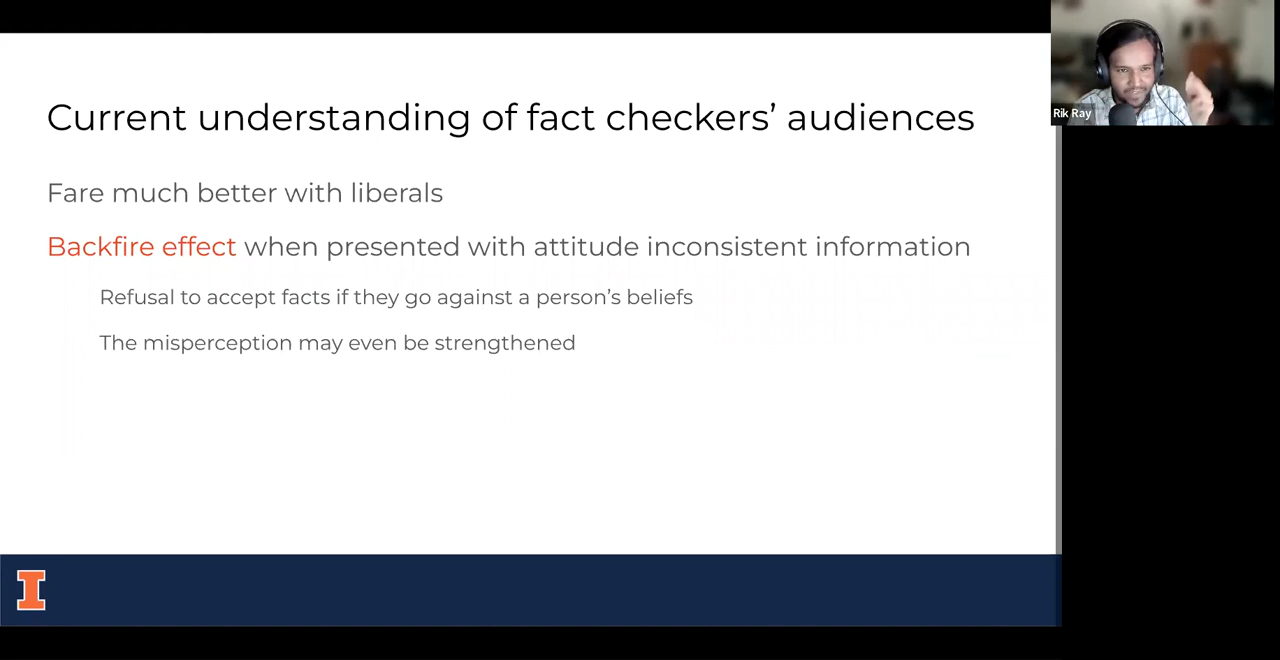 Current understanding of fact checkers’ audiences
Fare much better with liberals
Backfire effect when presented with attitude inconsistent information
Refusal to accept facts if they go against a person’s beliefs
The misperception may even be strengthened
Rik Ray
I